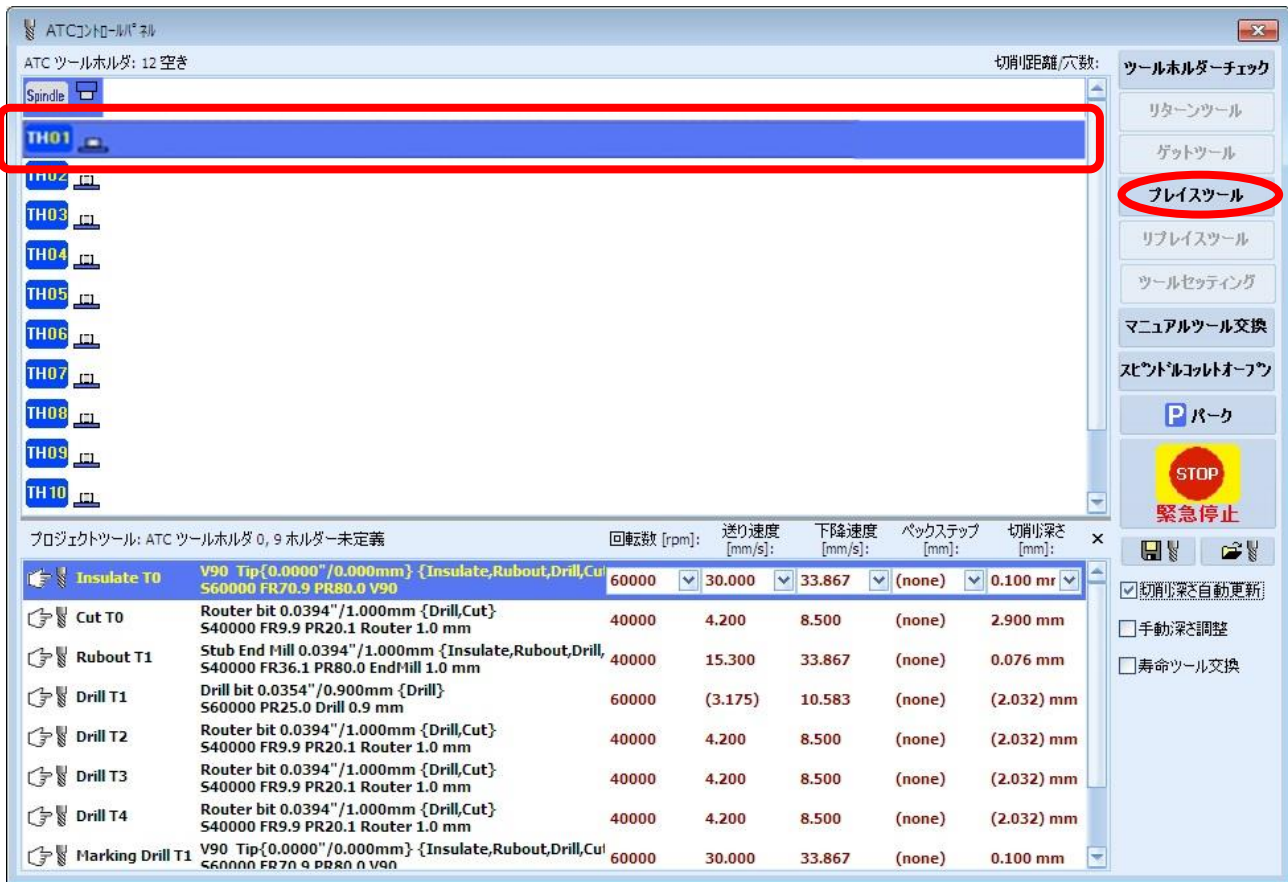 ATCｺﾝﾄﾛｰﾙﾊﾟﾈﾙ
ATC ツールホルダ: 12 空き 切削距離/穴数:
Spindle
TH01
TH02
TH03
TH04
TH05
TH06
TH07
TH08
TH09
TH10
ツールホルダーチェック
リターンツール
ゲットツール
プレイスツール
リプレイスツール
ツールセッティング
マニュアルツール交換
ｽﾋﾟﾝﾄﾞﾙｺﾚｯﾄｵｰﾌﾟﾝ
P パーク
STOP
緊急停止
切削深さ自動更新
手動深さ調整
寿命ツール交換
プロジェクトツール: ATC ツールホルダ 0, 9 ホルダー未定義 回転数 [rpm]: 送り速度 [mm/s]: 下降速度 [mm/s]: ペックステップ [mm]: 切削深さ [mm]:
Insulate T0 V90 Tip{0.0000"/0.000mm} {Insulate,Rubout,Drill,Cut 60000 30.000 33.867 (none) 0.100 mr
S60000 FR70.9 PR80.0 V90
Cut T0 Router bit 0.0394"/1.000mm {Drill,Cut} 40000 4.200 8.500 (none) 2.900 mm
S40000 FR9.9 PR20.1 Router 1.0 mm
Rubout T1 Stub End Mill 0.0394"/1.000mm {Insulate,Rubout,Drill, 40000 15.300 33.867 (none) 0.076 mm
S40000 FR36.1 PR80.0 EndMill 1.0 mm
Drill T1 Drill bit 0.0354"/0.900mm {Drill} 60000 (3.175) 10.583 (none) (2.032) mm
S60000 PR25.0 Drill 0.9 mm
Drill T2 Router bit 0.0394"/1.000mm {Drill,Cut} 40000 4.200 8.500 (none) (2.032) mm
S40000 FR9.9 PR20.1 Router 1.0 mm
Drill T3 Router bit 0.0394"/1.000mm {Drill,Cut} 40000 4.200 8.500 (none) (2.032) mm
S40000 FR9.9 PR20.1 Router 1.0 mm
Drill T4 Router bit 0.0394"/1.000mm {Drill,Cut} 40000 4.200 8.500 (none) (2.032) mm
S40000 FR9.9 PR20.1 Router 1.0 mm
Marking Drill T1 V90 Tip{0.0000"/0.000mm} {Insulate,Rubout,Drill,Cut 60000 30.000 33.867 (none) 0.100 mm
S60000 FR70.9 PR80.0 V90